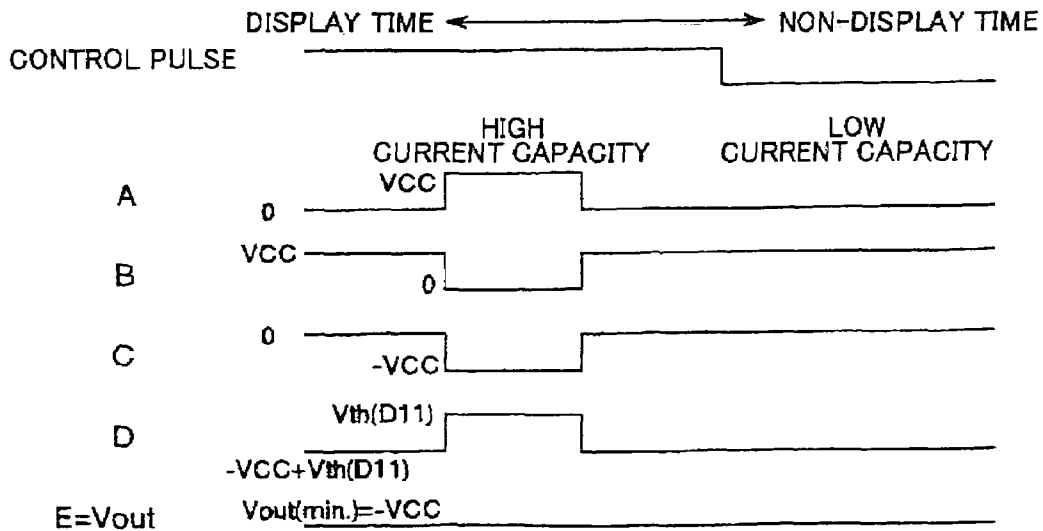 DISPLAY TIME NON-DISPLAY TIME
CONTROL PULSE
HIGH CURRENT CAPACITY
LOW CURRENT CAPACITY
A VCC 0
B VCC 0
C 0 -VCC
D Vth(D11) -VCC+Vth(D11)
E=Vout Vout(min.)=-VCC